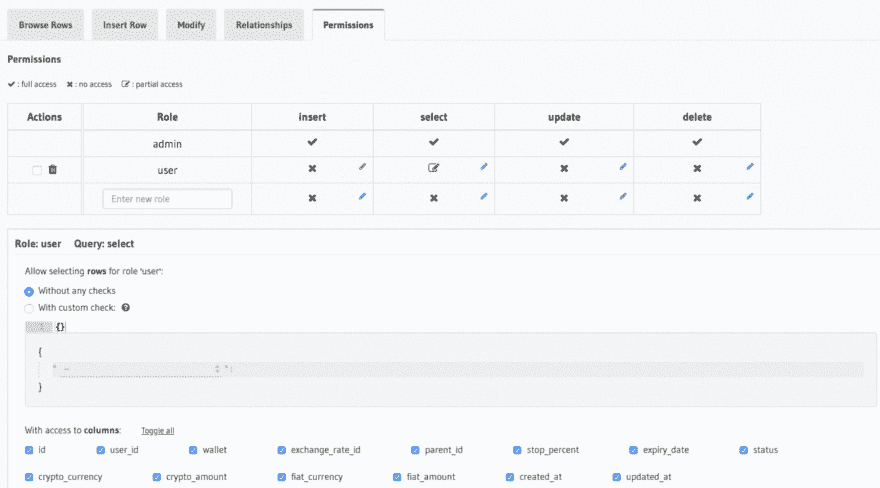 Browse Rows Insert Row Modify Relationships Permissions
Permissions
✔ : full access ✖ : no access : partial access
Actions Role insert select update delete
admin ✔ ✔ ✔ ✔
user ✖ ✖ ✖
Enter new role ✖ ✖ ✖ ✖
Role: user Query: select
Allow selecting rows for role 'user':
Without any checks
With custom check:
{}
{
" -- ":
}
With access to columns: Toggle all
id user_id wallet exchange_rate_id parent_id stop_percent expiry_date status
crypto_currency crypto_amount fiat_currency fiat_amount created_at updated_at